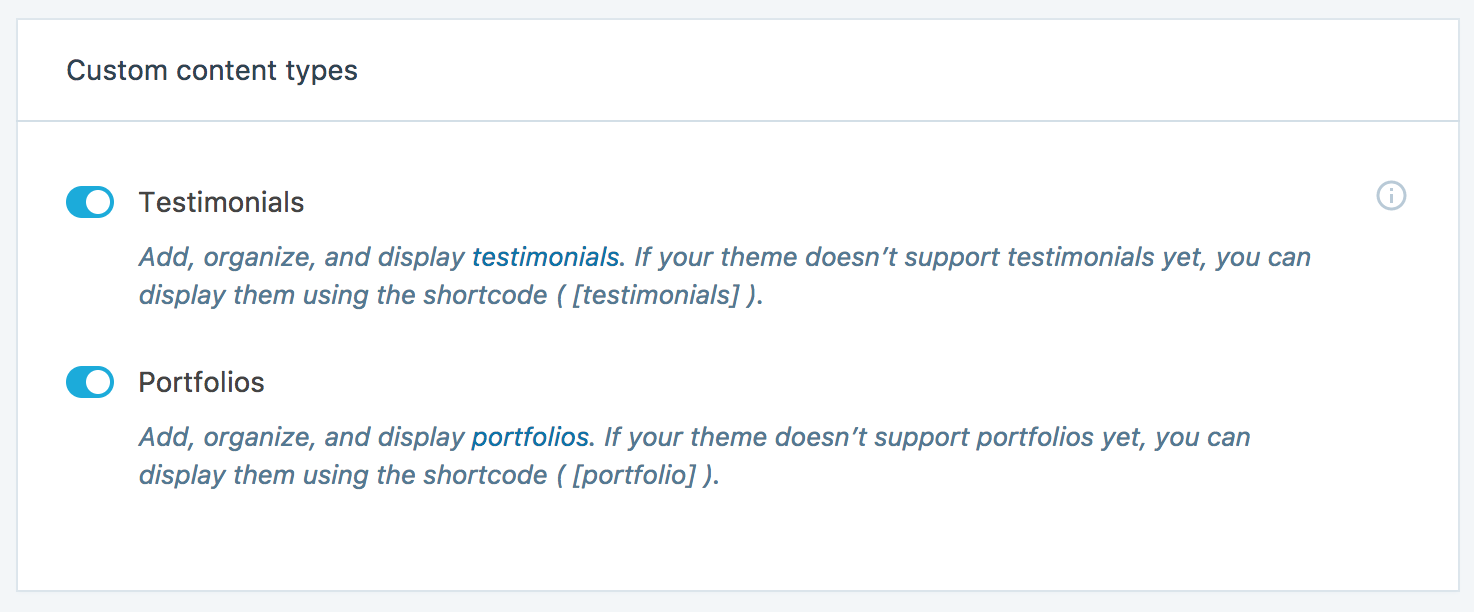 Custom content types
Testimonials
Add, organize, and display testimonials. If your theme doesn’t support testimonials yet, you can
display them using the shortcode ( [testimonials] ).
Portfolios
Add, organize, and display portfolios. If your theme doesn’t support portfolios yet, you can
display them using the shortcode ( [portfolio] ).